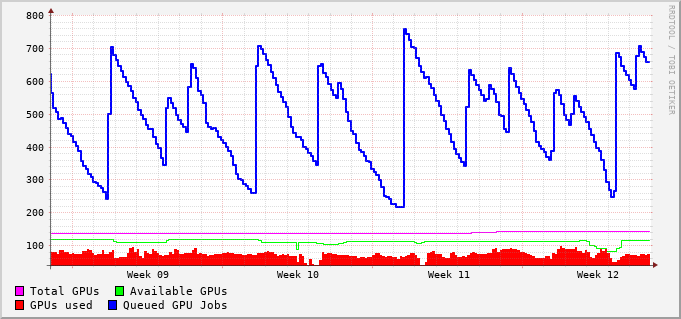 800
700
600
500
400
300
200
100
Week 09 Week 10 Week 11 Week 12
Total GPUs Available GPUs
GPUs used Queued GPU Jobs
RRDTOOL / TOBI OETIKER